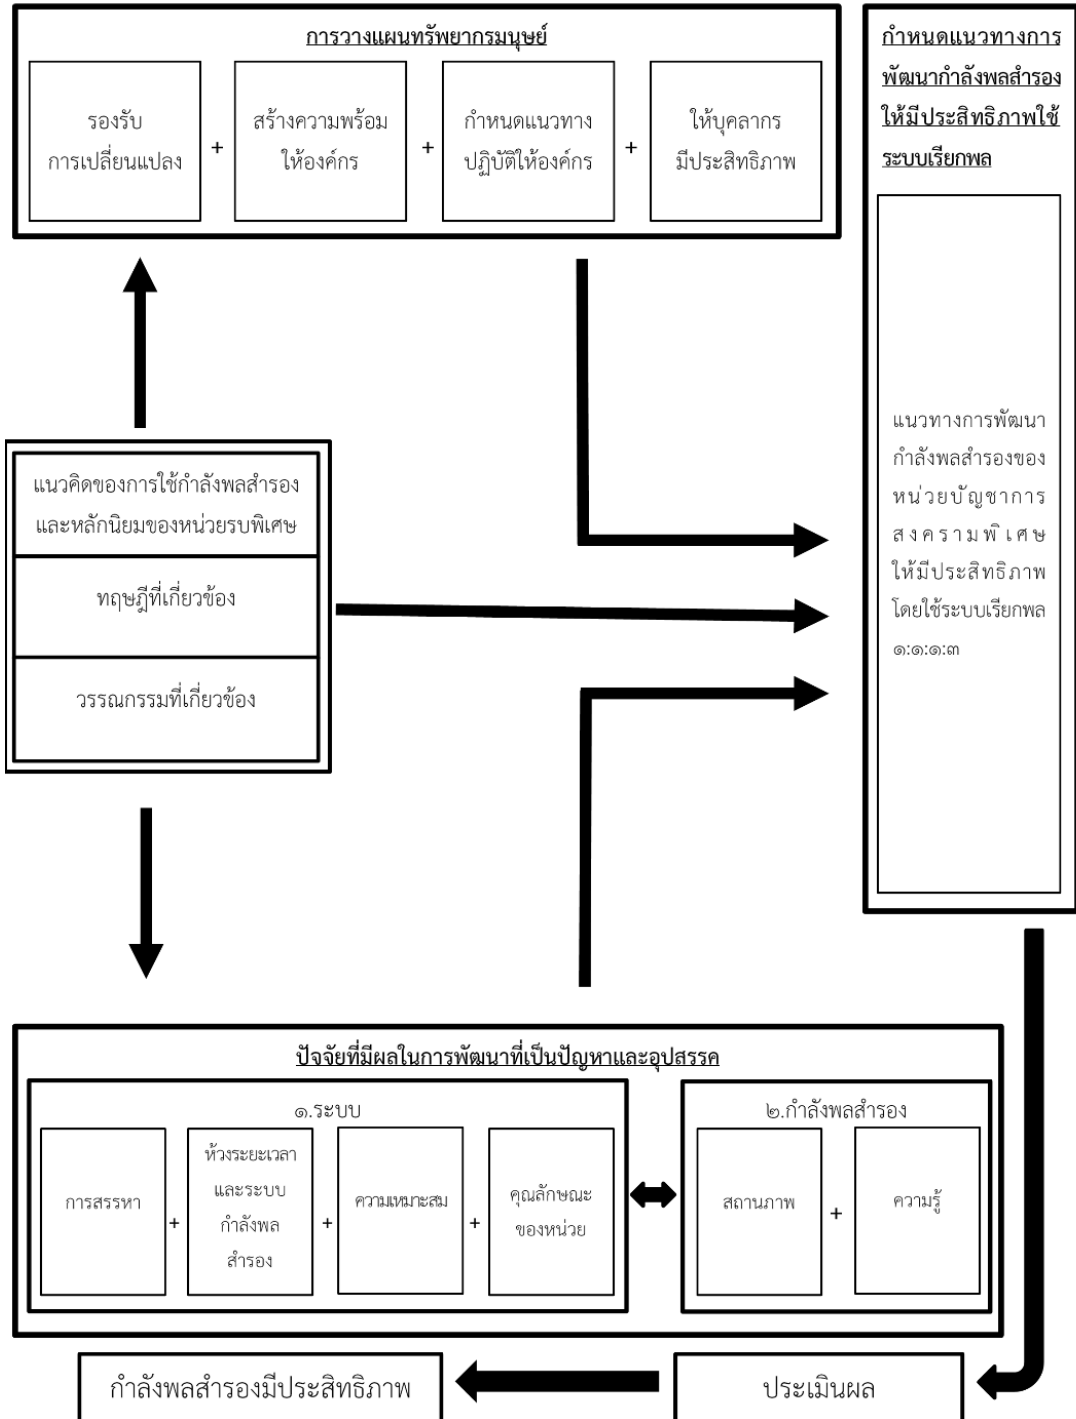 การวางแผนทรัพยากรมนุษย์
รองรับ
การเปลี่ยนแปลง
+
สร้างความพร้อม
ให้องค์กร
+
กำหนดแนวทาง
ปฏิบัติให้องค์กร
+
ให้บุคลากร
มีประสิทธิภาพ
กำหนดแนวทางการ
พัฒนากำลังพลสำรอง
ให้มีประสิทธิภาพใช้
ระบบเรียกพล
แนวทางการพัฒนา
กำลังพลสำรองของ
หน่วยบัญชาการ
สงครามพิเศษ
ให้มีประสิทธิภาพ
โดยใช้ระบบเรียกพล
๑:๑:๑:๓
แนวคิดของการใช้กำลังพลสำรอง
และหลักนิยมของหน่วยรบพิเศษ
ทฤษฎีที่เกี่ยวข้อง
วรรณกรรมที่เกี่ยวข้อง
ปัจจัยที่มีผลในการพัฒนาที่เป็นปัญหาและอุปสรรค
๑.ระบบ
การสรรหา
+
ห้วงระยะเวลา
และระบบ
กำลังพล
สำรอง
+
ความเหมาะสม
+
คุณลักษณะ
ของหน่วย
๒.กำลังพลสำรอง
สถานภาพ
+
ความรู้
กำลังพลสำรองมีประสิทธิภาพ
ประเมินผล